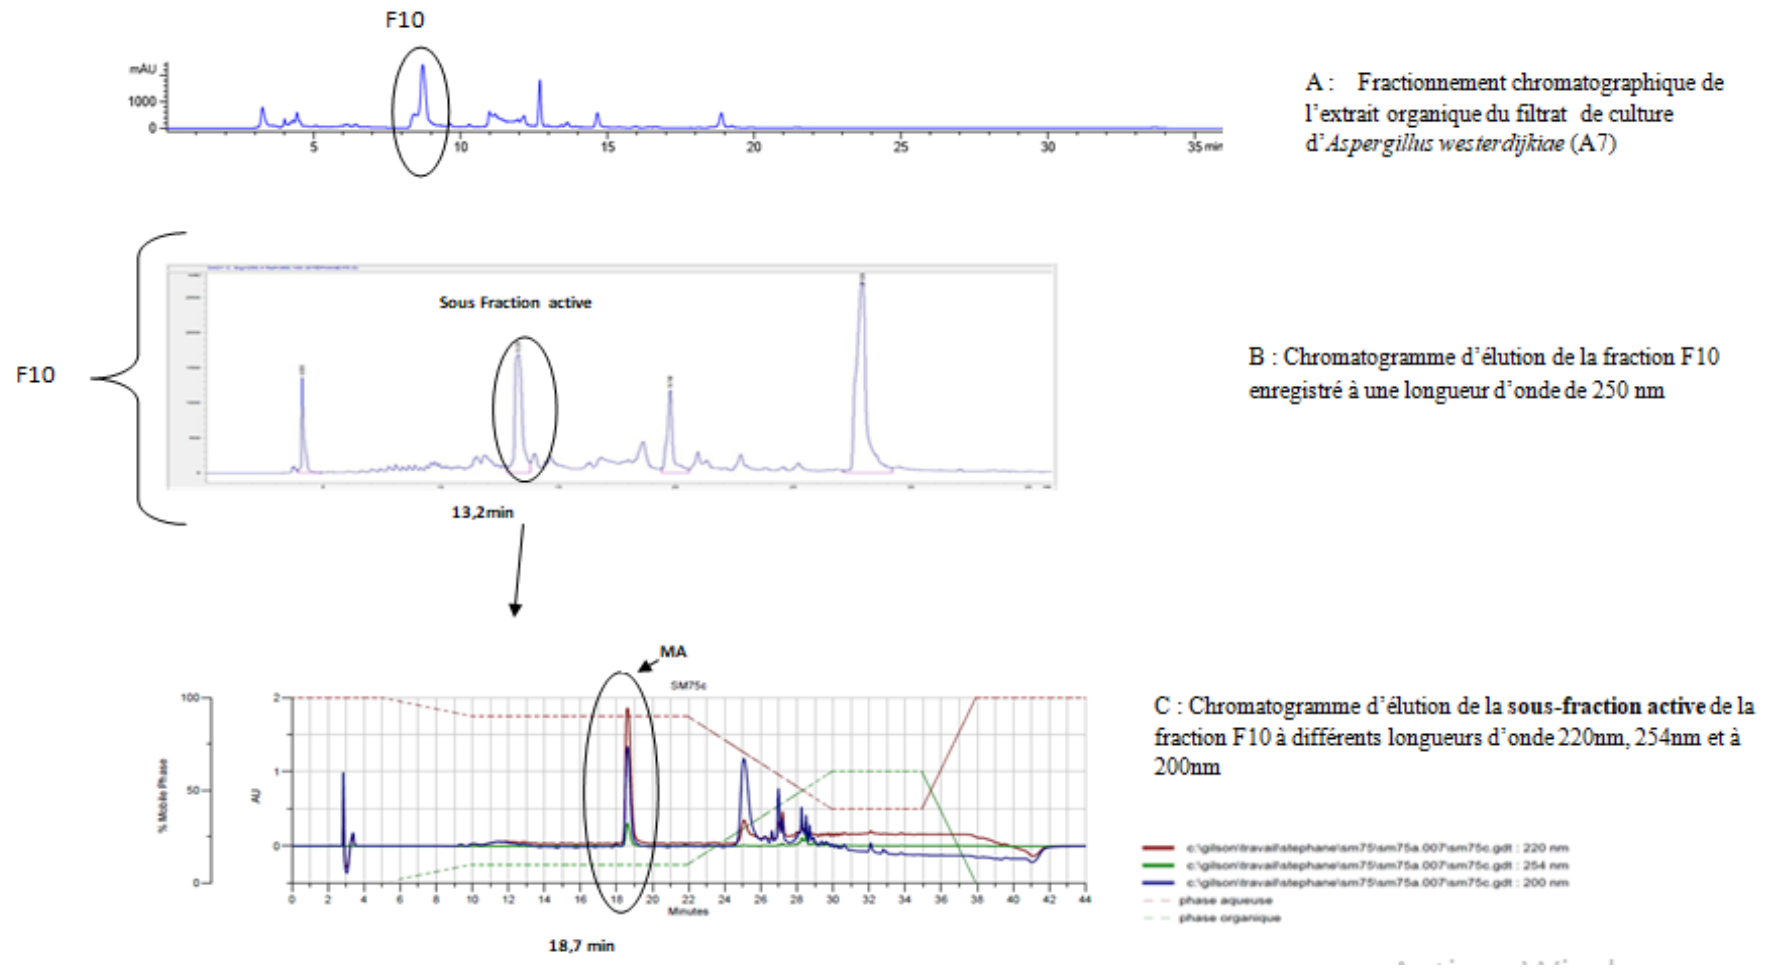 F10
mAU
1000
0
5
10
15
20
25
30
35 min
A : Fractionnement chromatographique de
l'extrait organique du filtrat de culture
d'Aspergillus westerdijkiae (A7)
F10
Sous Fraction active
13,2min
B : Chromatogramme d'élution de la fraction F10
enregistré à une longueur d'onde de 250 nm
MA
SM75c
100
50
0
% Mobile Phase
2
1
0
AU
0 2 4 6 8 10 12 14 16 18 20 22 24 26 28 30 32 34 36 38 40 42 44
Minutes
18,7 min
C : Chromatogramme d'élution de la sous-fraction active de la
fraction F10 à différents longueurs d'onde 220nm, 254nm et à
200nm
c:\gilson\travail\stephane\sm75\sm75a.007\sm75c.gdt : 220 nm
c:\gilson\travail\stephane\sm75\sm75a.007\sm75c.gdt : 254 nm
c:\gilson\travail\stephane\sm75\sm75a.007\sm75c.gdt : 200 nm
phase aqueuse
phase organique